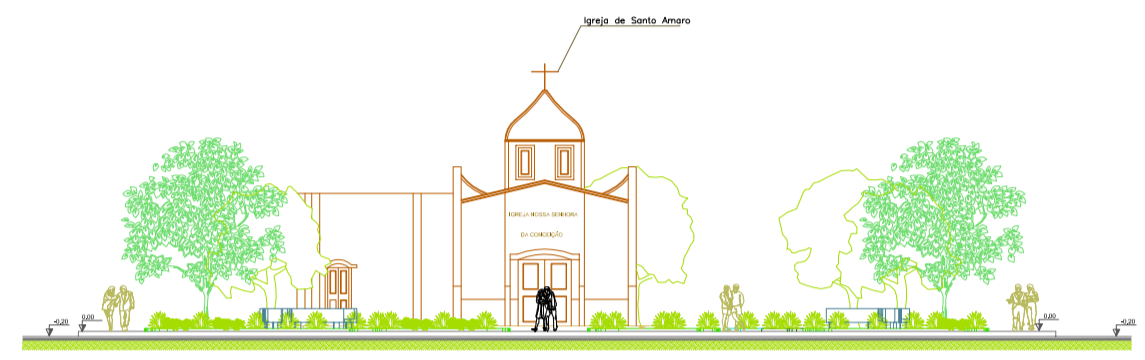 Igreja de Santo Amaro
IGREJA NOSSA SENHORA
DA CONCEIÇÃO
-0,20
0,00
0,00
-0,20